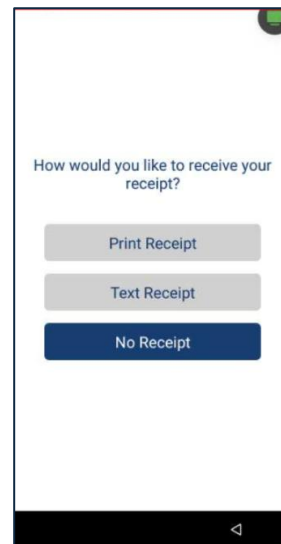 How would you like to receive your
receipt?
Print Receipt
Text Receipt
No Receipt